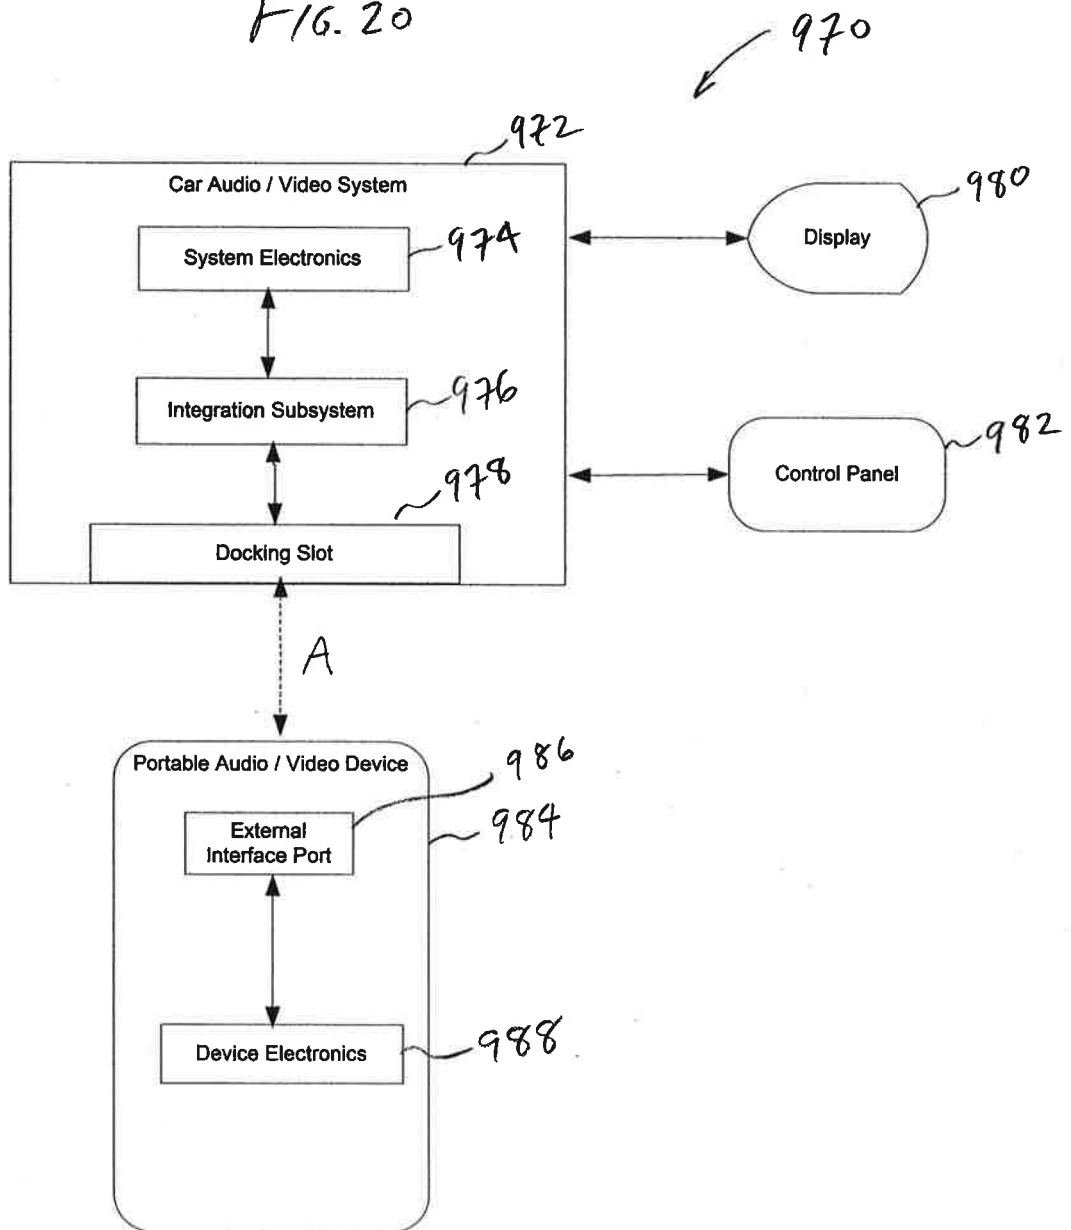 FIG. 20
970
972
Car Audio / Video System
980
974
System Electronics
Display
976
Integration Subsystem
982
978
Control Panel
Docking Slot
A
Portable Audio / Video Device
986
984
External
Interface Port
988
Device Electronics